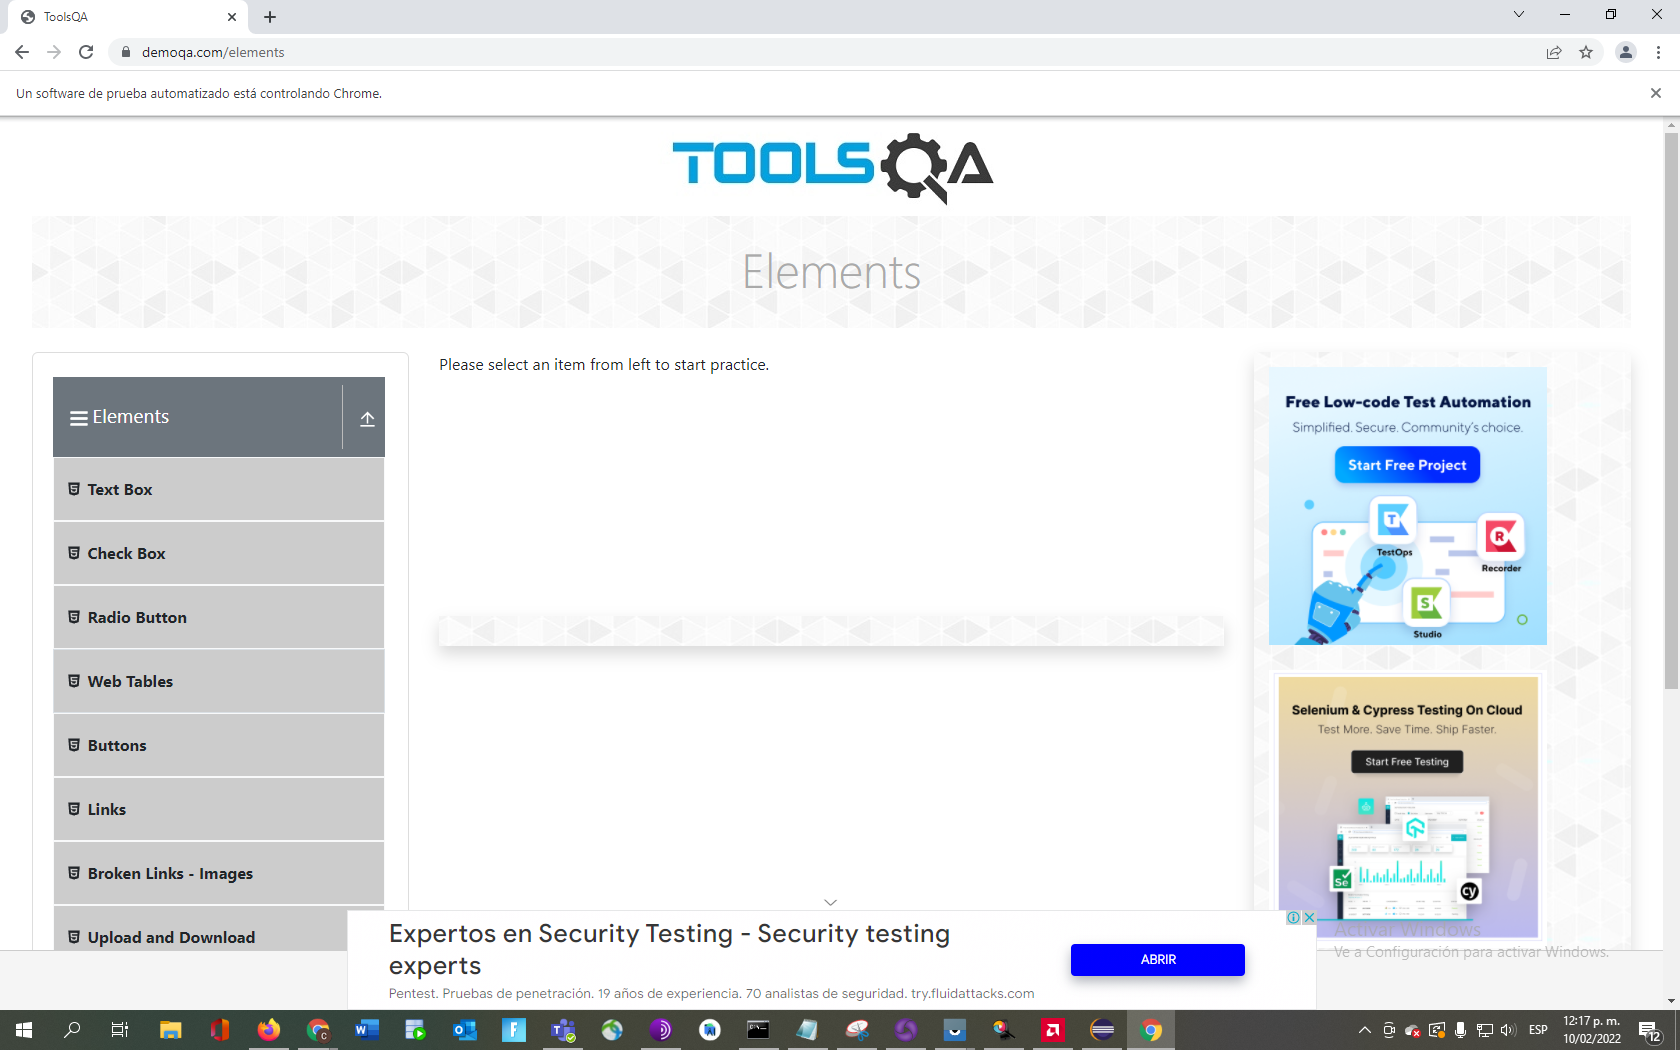 ToolsQA
demoqa.com/elements
Un software de prueba automatizado está controlando Chrome.
TOOLSQA
Elements
Please select an item from left to start practice.
Elements
Text Box
Check Box
Radio Button
Web Tables
Buttons
Links
Broken Links - Images
Upload and Download
Free Low-code Test Automation
Simplified. Secure. Community's choice.
Start Free Project
TestOps
Recorder
Studio
Selenium & Cypress Testing On Cloud
Test More. Save Time. Ship Faster.
Start Free Testing
Se
cy
Expertos en Security Testing - Security testing
experts
Pentest. Pruebas de penetración. 19 años de experiencia. 70 analistas de seguridad. try.fluidattacks.com
ABRIR
Activar Windows
Ve a Configuración para activar Windows.
ESP
12:17 p. m.
10/02/2022
12